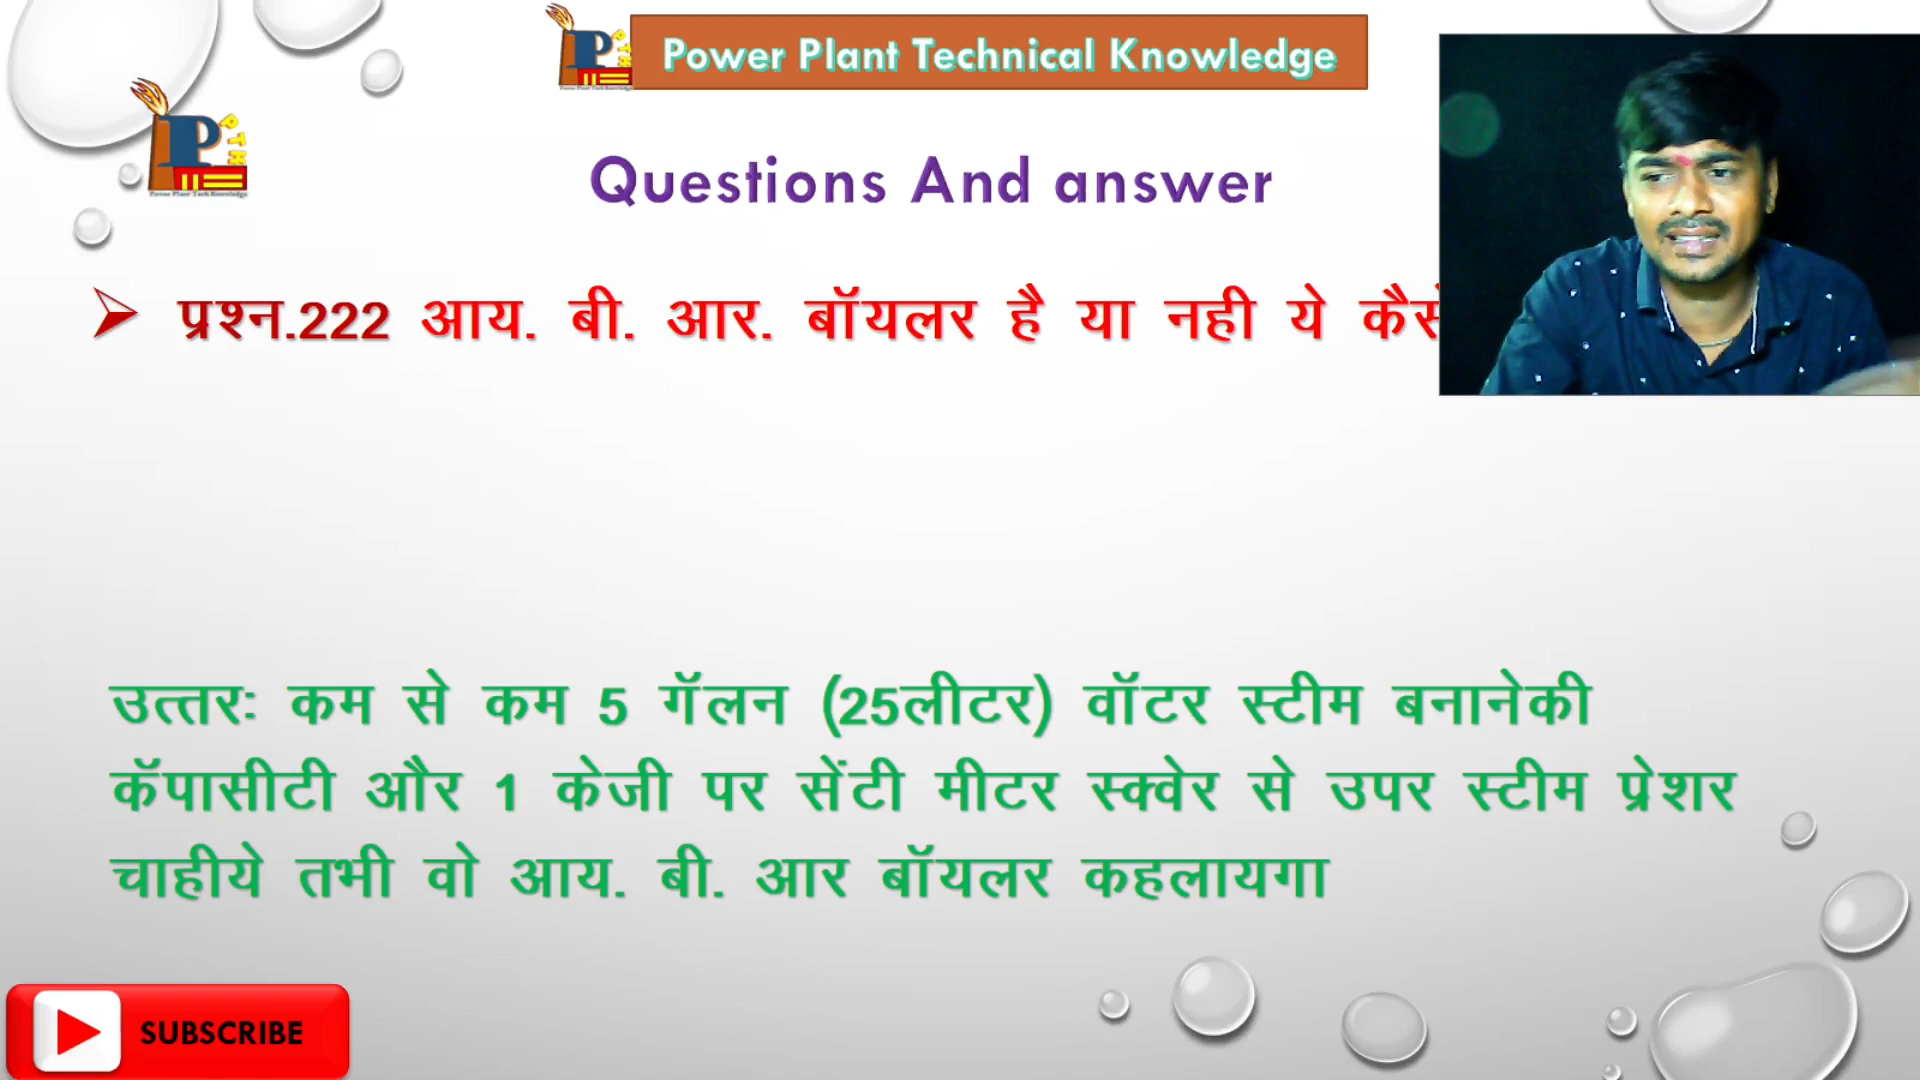 Power Plant Technical Knowledge
Questions And answer
प्रश्न.222 आय. बी. आर. बॉयलर है या नही ये कैसे
उत्तरः कम से कम 5 गॅलन (25लीटर) वॉटर स्टीम बनानेकी
कॅपासीटी और 1 केजी पर सेंटी मीटर स्क्वेर से उपर स्टीम प्रेशर
चाहीये तभी वो आय. बी. आर बॉयलर कहलायगा
SUBSCRIBE